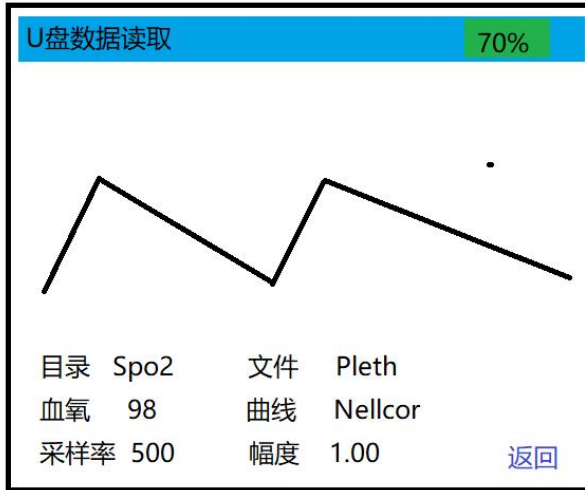 U盘数据读取 70%
目录 Spo2 文件 Pleth
血氧 98 曲线 Nellcor
采样率 500 幅度 1.00
返回